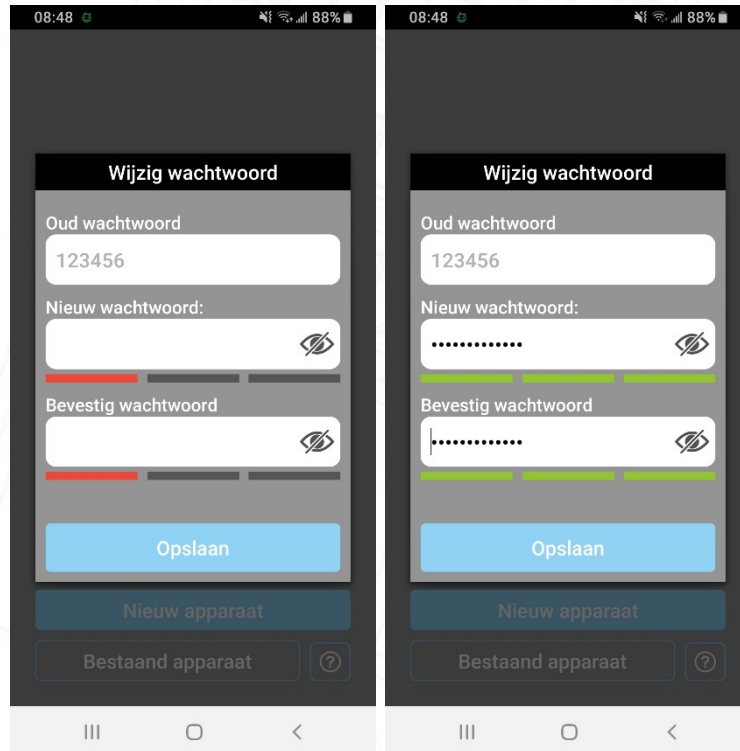 08:48
88%
Wijzig wachtwoord
Oud wachtwoord
123456
Nieuw wachtwoord:
Bevestig wachtwoord
Opslaan
Nieuw apparaat
Bestaand apparaat
?
08:48
88%
Wijzig wachtwoord
Oud wachtwoord
123456
Nieuw wachtwoord:
•••••••••••••
Bevestig wachtwoord
•••••••••••••
Opslaan
Nieuw apparaat
Bestaand apparaat
?